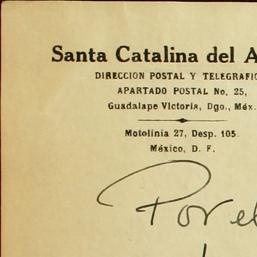 Santa Catalina del A
DIRECCION POSTAL Y TELEGRAFIC
APARTADO POSTAL No. 25,
Guadalape Victoria, Dgo., Méx.
Motolinia 27, Desp. 105.
México, D. F.
Por el